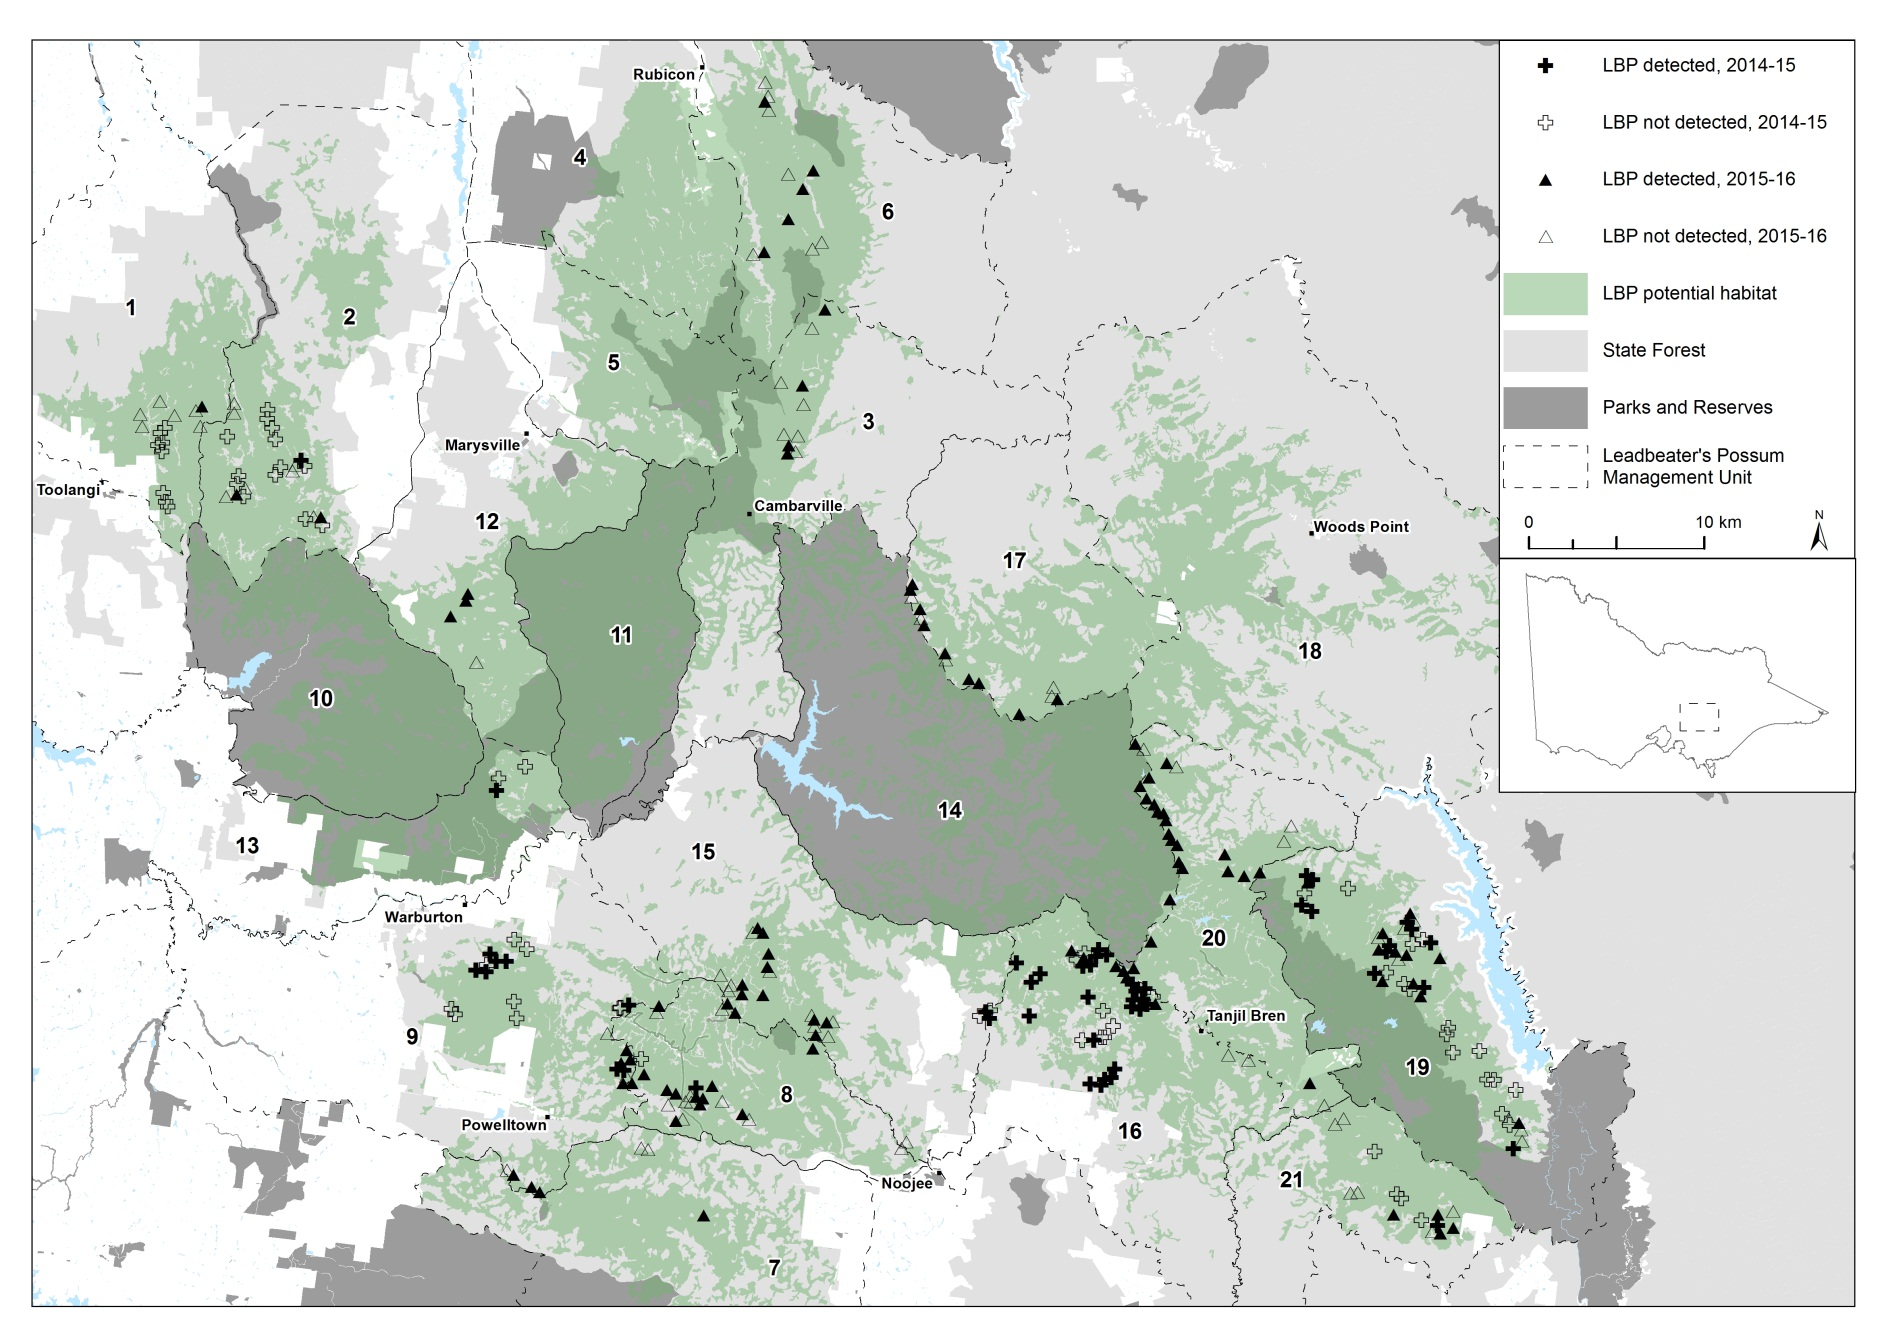 LBP detected, 2014-15
LBP not detected, 2014-15
LBP detected, 2015-16
LBP not detected, 2015-16
LBP potential habitat
State Forest
Parks and Reserves
Leadbeater's Possum
Management Unit
0 10 km N
Rubicon
4
6
1
2
5
3
Marysville
Toolangi
Cambarville
12
Woods Point
17
11
18
10
14
13
15
Warburton
20
9
Tanjil Bren
19
8
Powelltown
16
21
Noojee
7